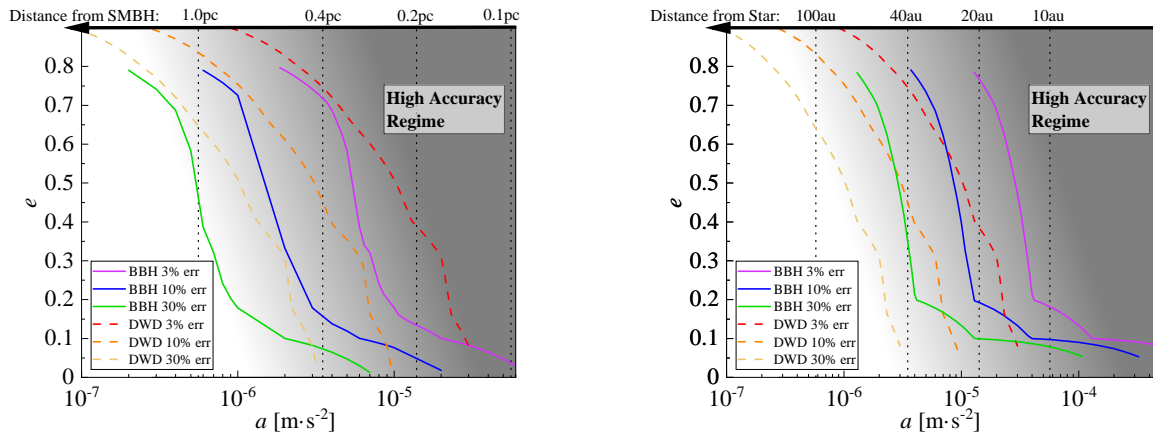 Distance from SMBH: 1.0pc 0.4pc 0.2pc 0.1pc
0.8
0.7
0.6
0.5
0.4
0.3
0.2
0.1
0
e
High Accuracy
Regime
BBH 3% err
BBH 10% err
BBH 30% err
DWD 3% err
DWD 10% err
DWD 30% err
10-7 10-6 10-5
a [m·s-2]
Distance from Star: 100au 40au 20au 10au
0.8
0.7
0.6
0.5
0.4
0.3
0.2
0.1
0
e
High Accuracy
Regime
BBH 3% err
BBH 10% err
BBH 30% err
DWD 3% err
DWD 10% err
DWD 30% err
10-7 10-6 10-5 10-4
a [m·s-2]